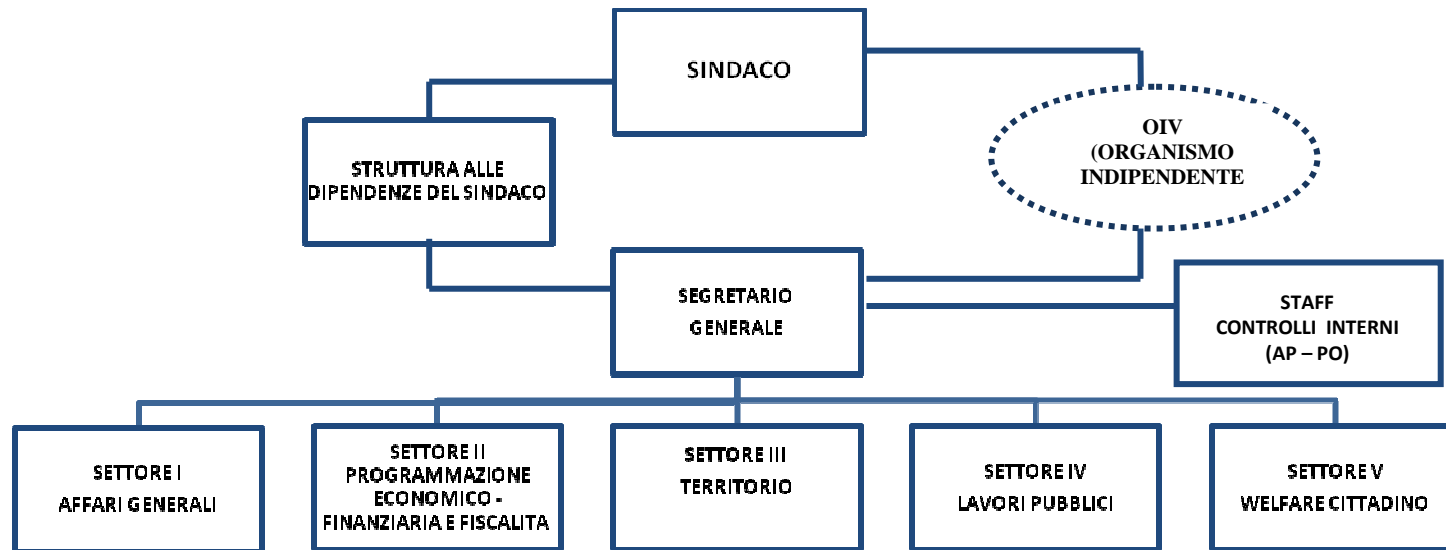 SINDACO
STRUTTURA ALLE
DIPENDENZE DEL SINDACO
OIV
(ORGANISMO
INDIPENDENTE
SEGRETARIO
GENERALE
STAFF
CONTROLLI INTERNI
(AP – PO)
SETTORE I
AFFARI GENERALI
SETTORE II
PROGRAMMAZIONE
ECONOMICO -
FINANZIARIA E FISCALITA
SETTORE III
TERRITORIO
SETTORE IV
LAVORI PUBBLICI
SETTORE V
WELFARE CITTADINO